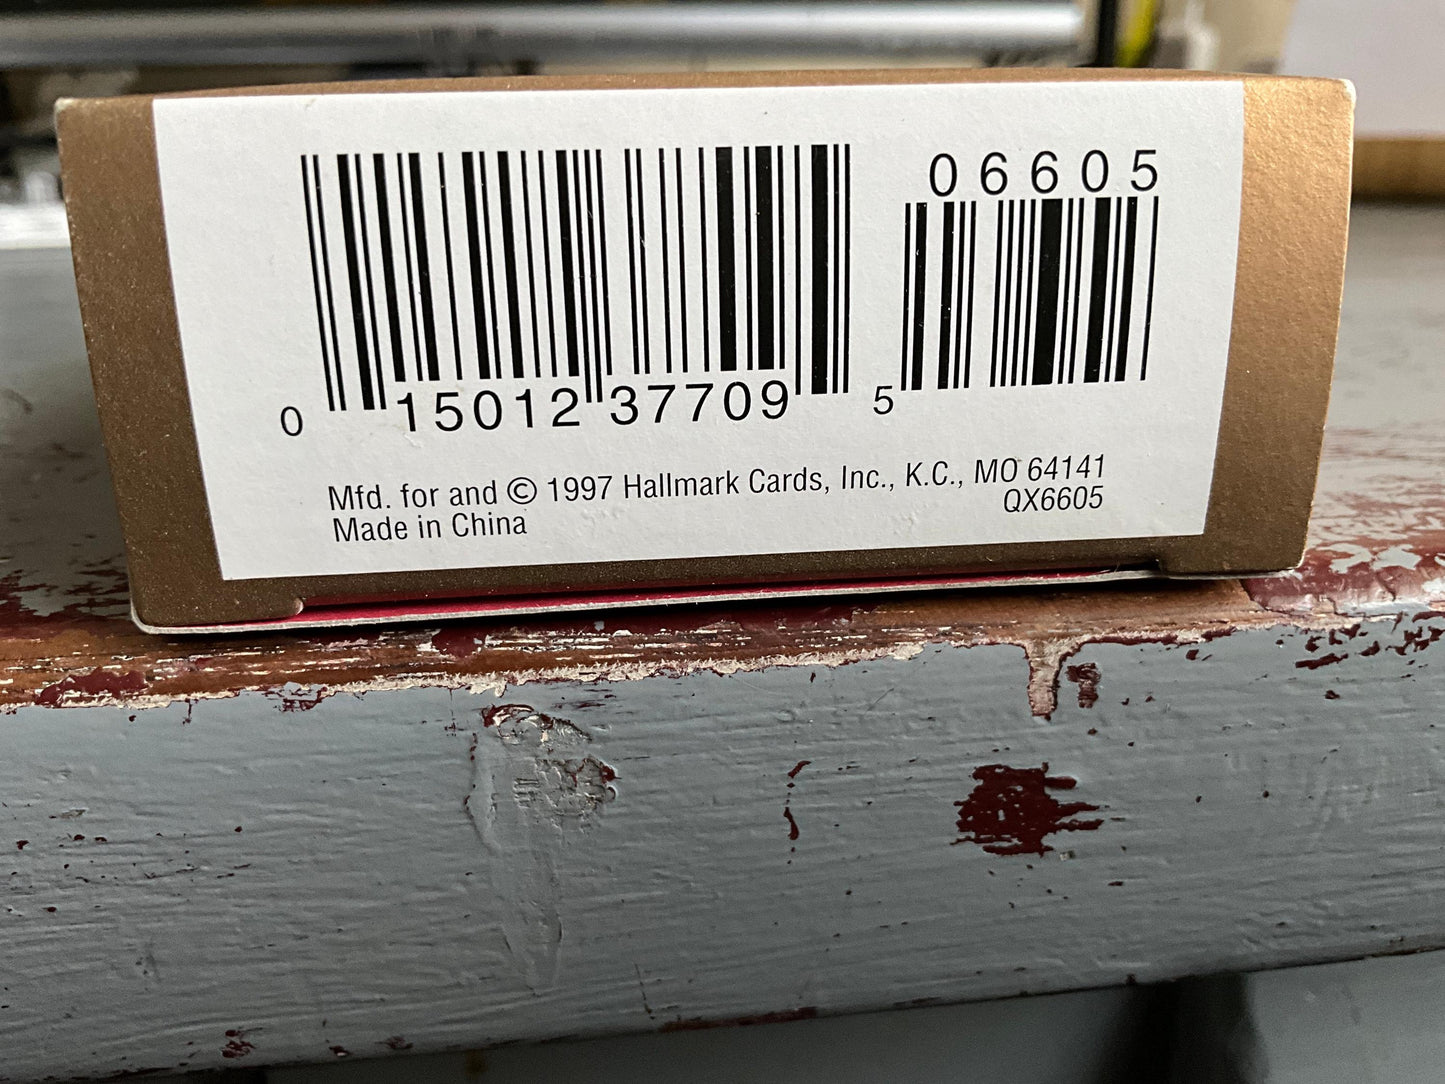 06605
0 15012 37709 5
Mfd. for and © 1997 Hallmark Cards, Inc., K.C., MO 64141
Made in China QX6605